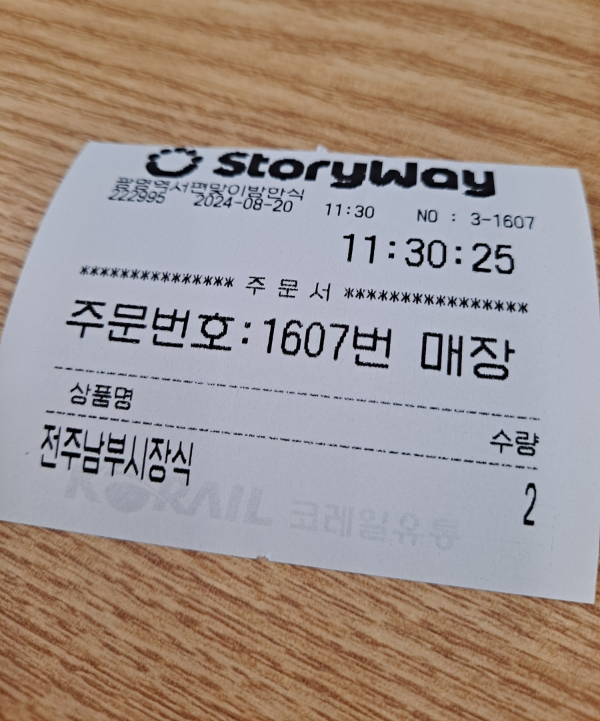 StoryWay
광명역서편맞이방한식
222995 2024-08-20 11:30 NO : 3-1607
11:30:25
*************** 주 문 서 ****************
주문번호:1607번 매장
상품명 수량
전주남부시장식 2
KORAIL 코레일유통